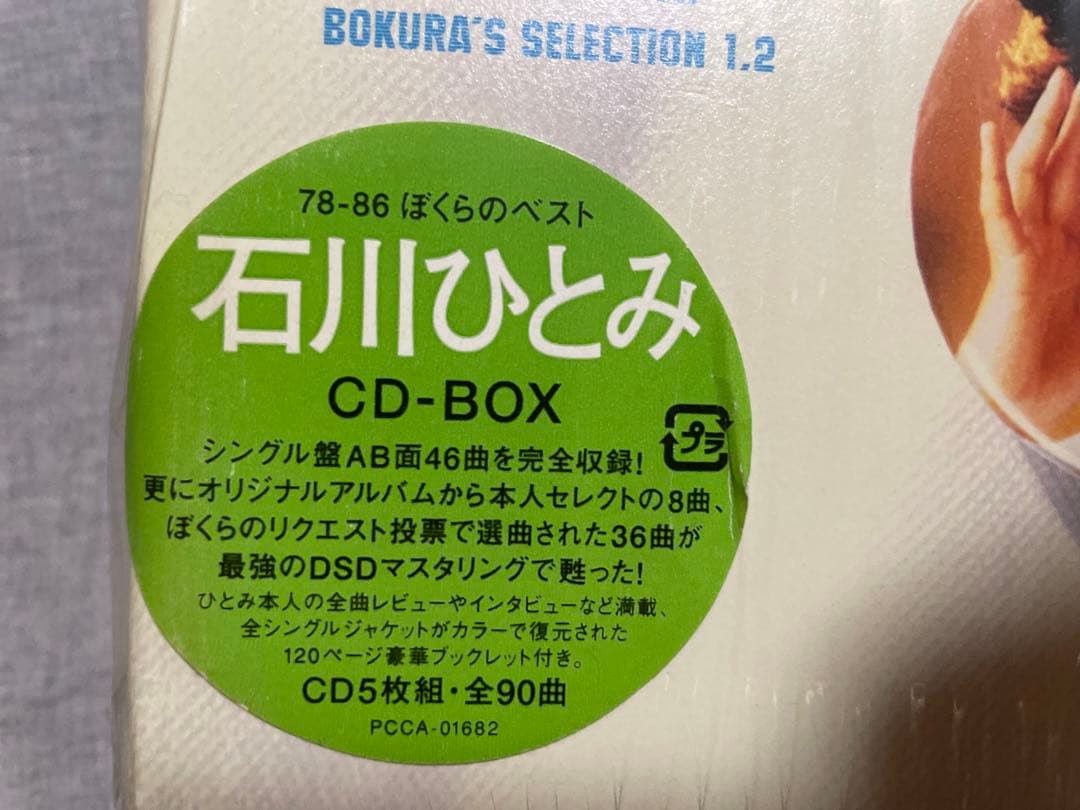 BOKURA'S SELECTION 1,2
78-86 ぼくらのベスト
石川ひとみ
CD-BOX
プラ
シングル盤AB面46曲を完全収録!
更にオリジナルアルバムから本人セレクトの8曲、
ぼくらのリクエスト投票で選曲された36曲が
最強のDSDマスタリングで甦った!
ひとみ本人の全曲レビューやインタビューなど満載、
全シングルジャケットがカラーで復元された
120ページ豪華ブックレット付き。
CD5枚組・全90曲
PCCA-01682